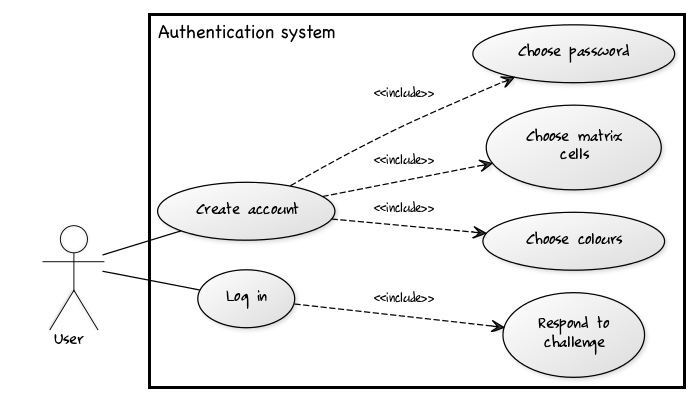 Authentication system
Choose password
<<include>>
Choose matrix
cells
<<include>>
Create account
<<include>>
Choose colours
Log in
<<include>>
Respond to
challenge
User